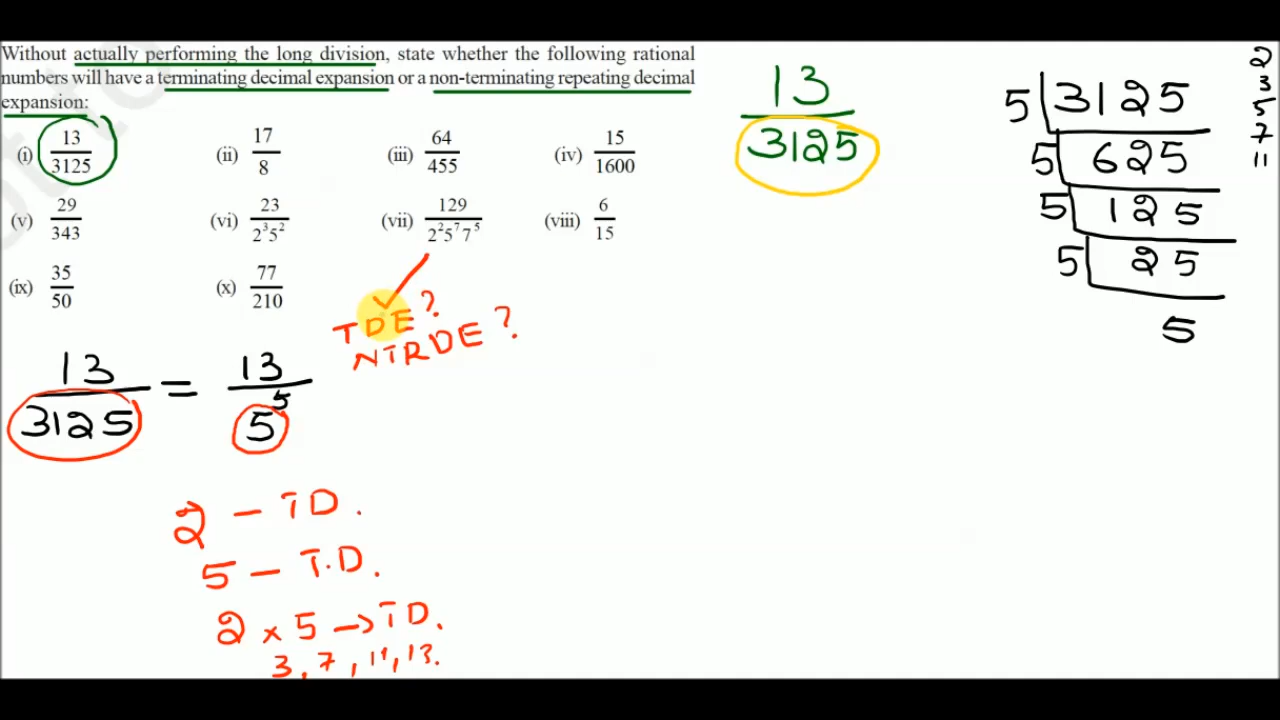 Without actually performing the long division, state whether the following rational
numbers will have a terminating decimal expansion or a non-terminating repeating decimal
expansion:
(i) 13/3125 (ii) 17/8 (iii) 64/455 (iv) 15/1600
(v) 29/343 (vi) 23/2³5² (vii) 129/2²5⁷7⁵ (viii) 6/15
(ix) 35/50 (x) 77/210
TDE?
NTRDE?
13/3125 = 13/5⁵
2 – TD.
5 – T.D.
2 × 5 → TD.
3, 7, 11, 13.
13/3125
5 3125
5 625
5 125
5 25
5
2
3
5
7
11